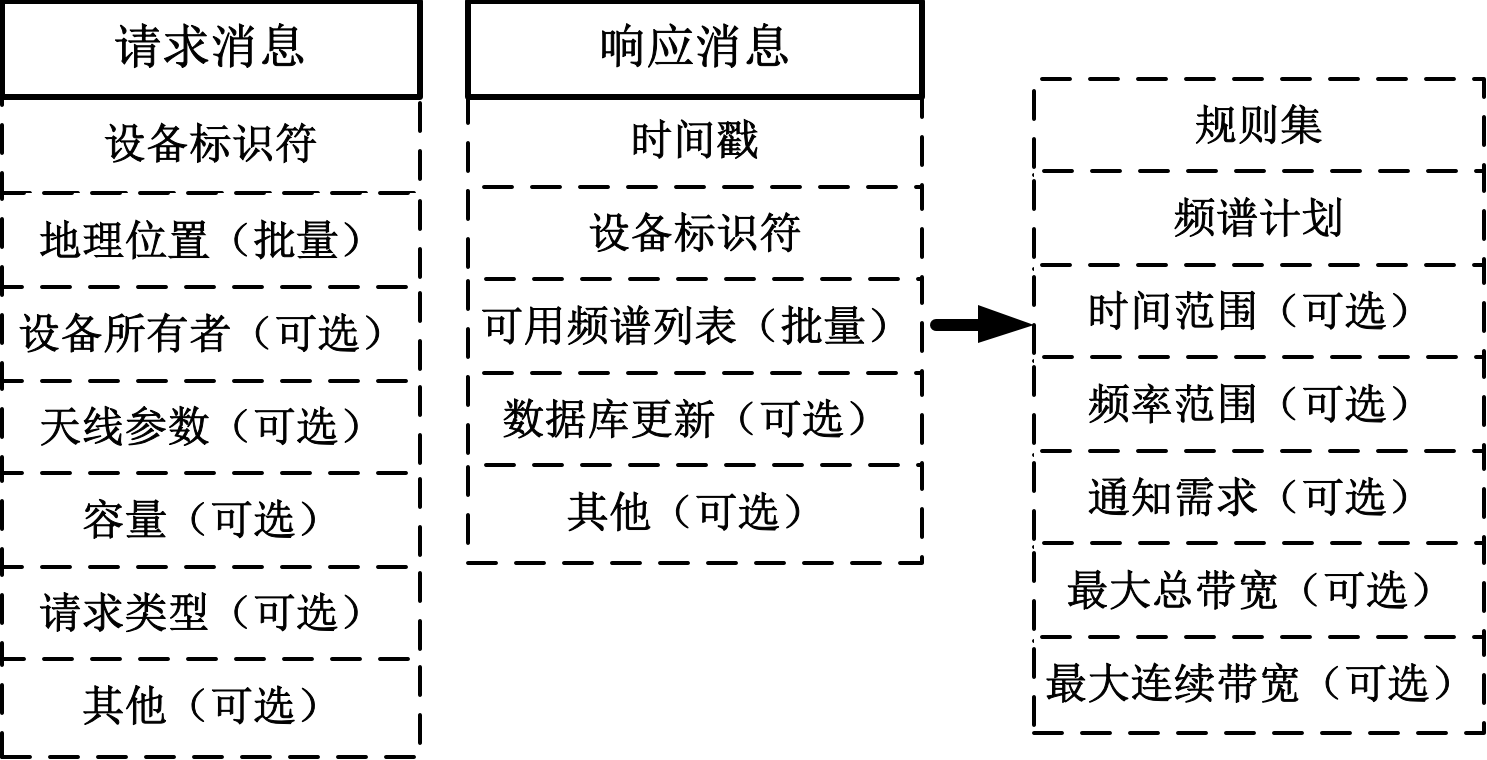 请求消息
设备标识符
地理位置（批量）
设备所有者（可选）
天线参数（可选）
容量（可选）
请求类型（可选）
其他（可选）
响应消息
时间戳
设备标识符
可用频谱列表（批量）
数据库更新（可选）
其他（可选）
规则集
频谱计划
时间范围（可选）
频率范围（可选）
通知需求（可选）
最大总带宽（可选）
最大连续带宽（可选）